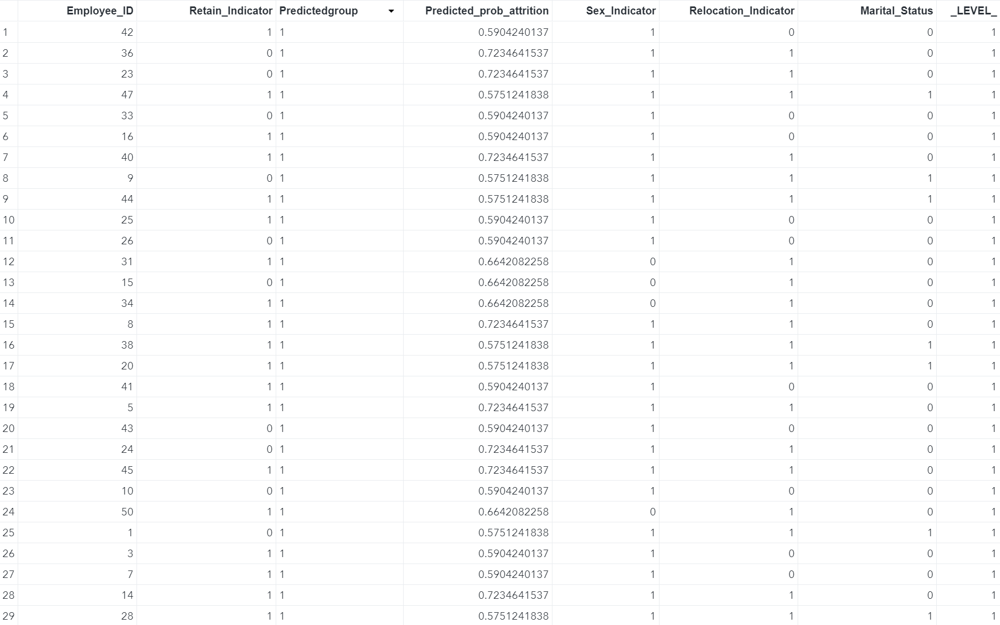 Employee_ID Retain_Indicator Predictedgroup Predicted_prob_attrition Sex_Indicator Relocation_Indicator Marital_Status _LEVEL_
1 42 1 1 0.5904240137 1 0 0 1
2 36 0 1 0.7234641537 1 1 0 1
3 23 0 1 0.7234641537 1 1 0 1
4 47 1 1 0.5751241838 1 1 1 1
5 33 0 1 0.5904240137 1 0 0 1
6 16 1 1 0.5904240137 1 0 0 1
7 40 1 1 0.7234641537 1 1 0 1
8 9 0 1 0.5751241838 1 1 1 1
9 44 1 1 0.5751241838 1 1 1 1
10 25 1 1 0.5904240137 1 0 0 1
11 26 0 1 0.5904240137 1 0 0 1
12 31 1 1 0.6642082258 0 1 0 1
13 15 0 1 0.6642082258 0 1 0 1
14 34 1 1 0.6642082258 0 1 0 1
15 8 1 1 0.7234641537 1 1 0 1
16 38 1 1 0.5751241838 1 1 1 1
17 20 1 1 0.5751241838 1 1 1 1
18 41 1 1 0.5904240137 1 0 0 1
19 5 1 1 0.7234641537 1 1 0 1
20 43 0 1 0.5904240137 1 0 0 1
21 24 0 1 0.7234641537 1 1 0 1
22 45 1 1 0.7234641537 1 1 0 1
23 10 0 1 0.5904240137 1 0 0 1
24 50 1 1 0.6642082258 0 1 0 1
25 1 0 1 0.5751241838 1 1 1 1
26 3 1 1 0.5904240137 1 0 0 1
27 7 1 1 0.5904240137 1 0 0 1
28 14 1 1 0.7234641537 1 1 0 1
29 28 1 1 0.5751241838 1 1 1 1